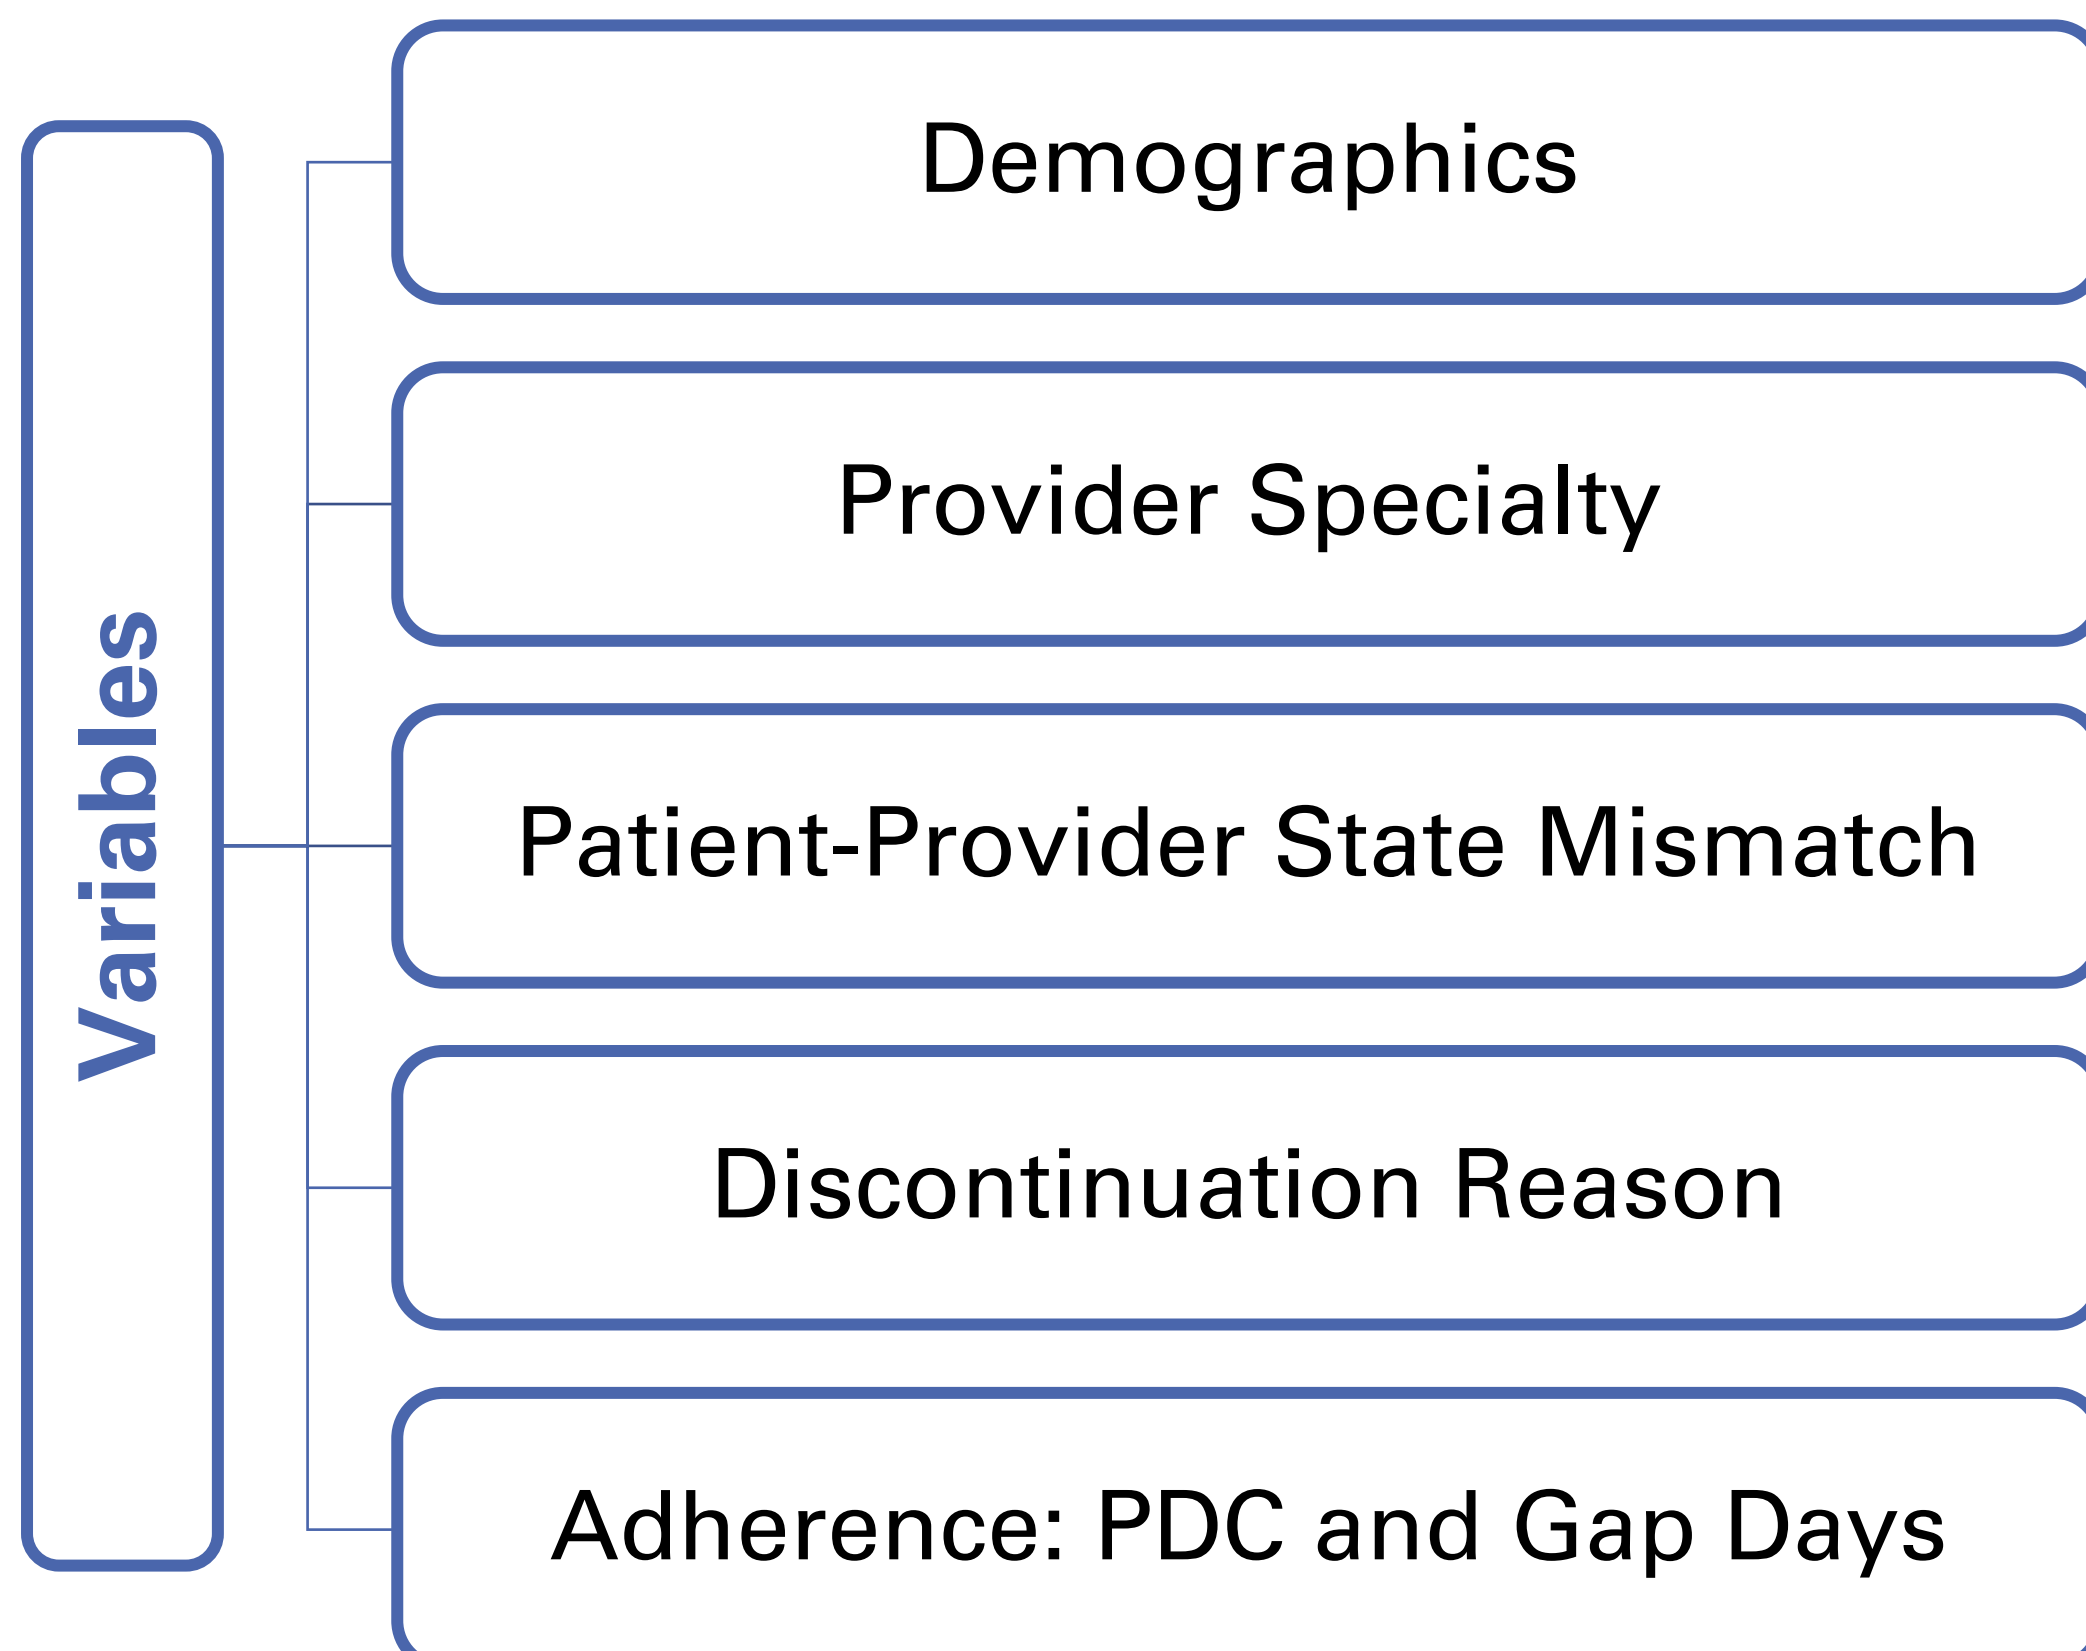 Variables
Demographics
Provider Specialty
Patient-Provider State Mismatch
Discontinuation Reason
Adherence: PDC and Gap Days